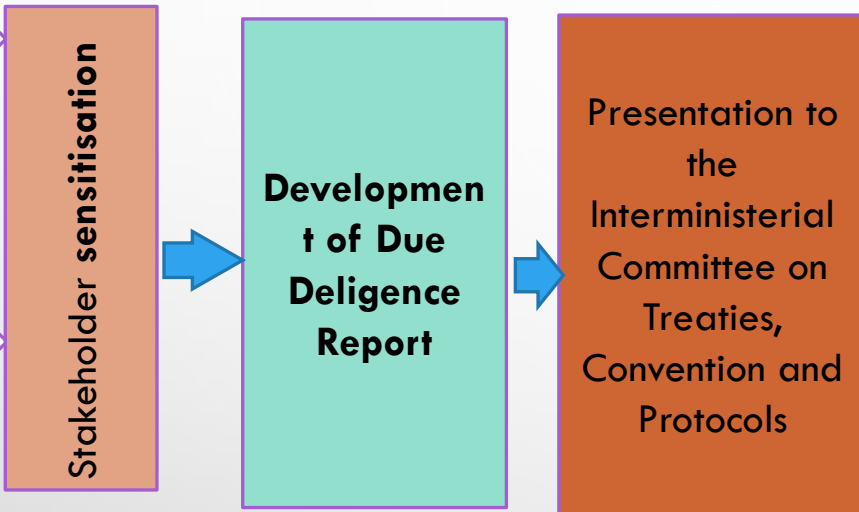 Stakeholder sensitisation
Developmen
t of Due
Deligence
Report
Presentation to
the
Interministerial
Committee on
Treaties,
Convention and
Protocols